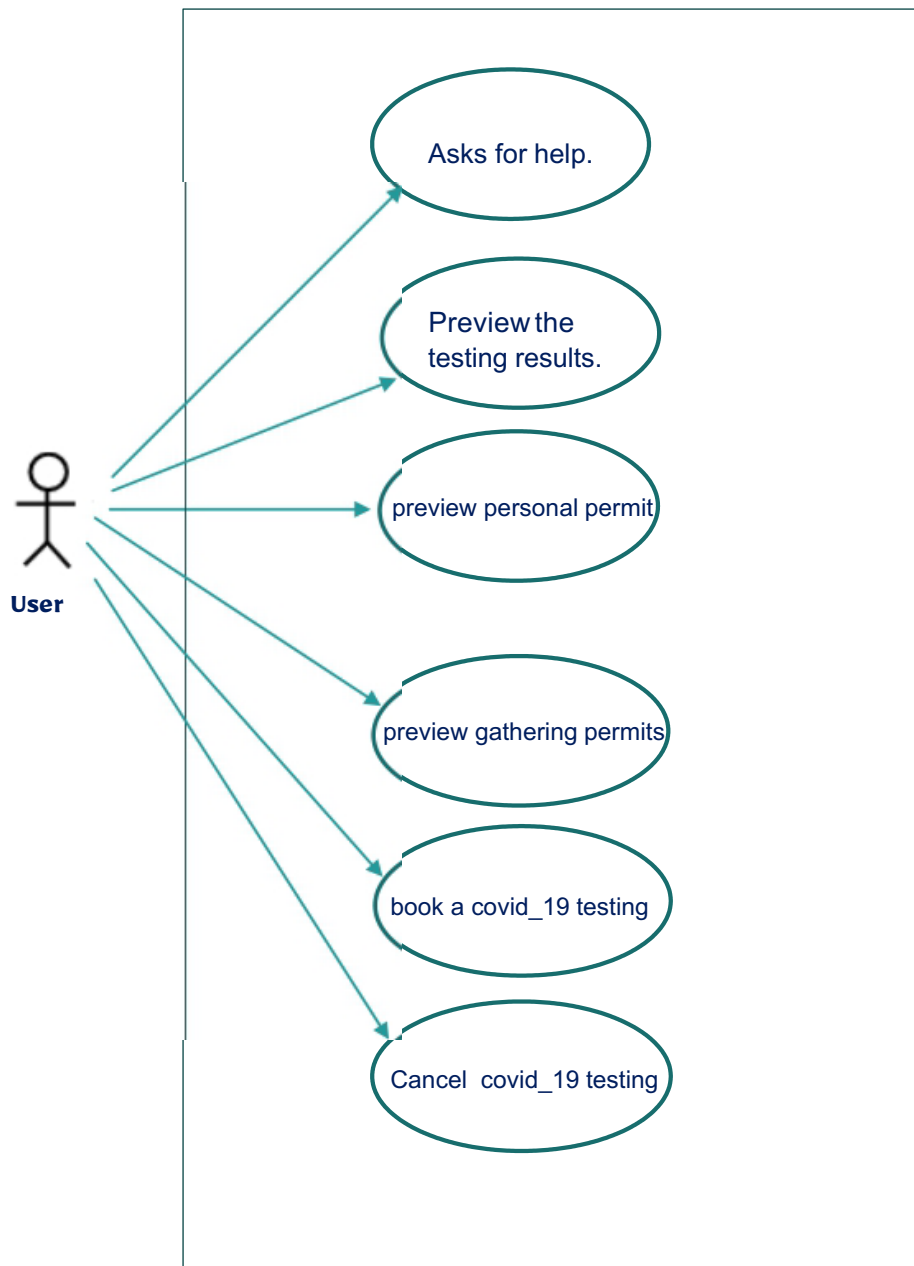 Asks for help.
Preview the
testing results.
preview personal permit
User
preview gathering permits
book a covid_19 testing
Cancel covid_19 testing